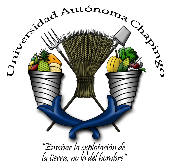 Universidad Autónoma Chapingo
"Enseñar la explotación de
la tierra, no la del hombre"